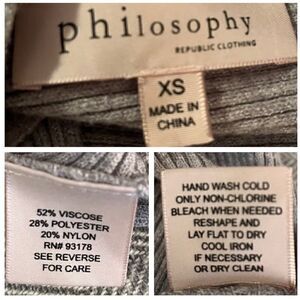 philosophy
REPUBLIC CLOTHING
XS
MADE IN
CHINA
52% VISCOSE
28% POLYESTER
20% NYLON
RN# 93178
SEE REVERSE
FOR CARE
HAND WASH COLD
ONLY NON-CHLORINE
BLEACH WHEN NEEDED
RESHAPE AND
LAY FLAT TO DRY
COOL IRON
IF NECESSARY
OR DRY CLEAN